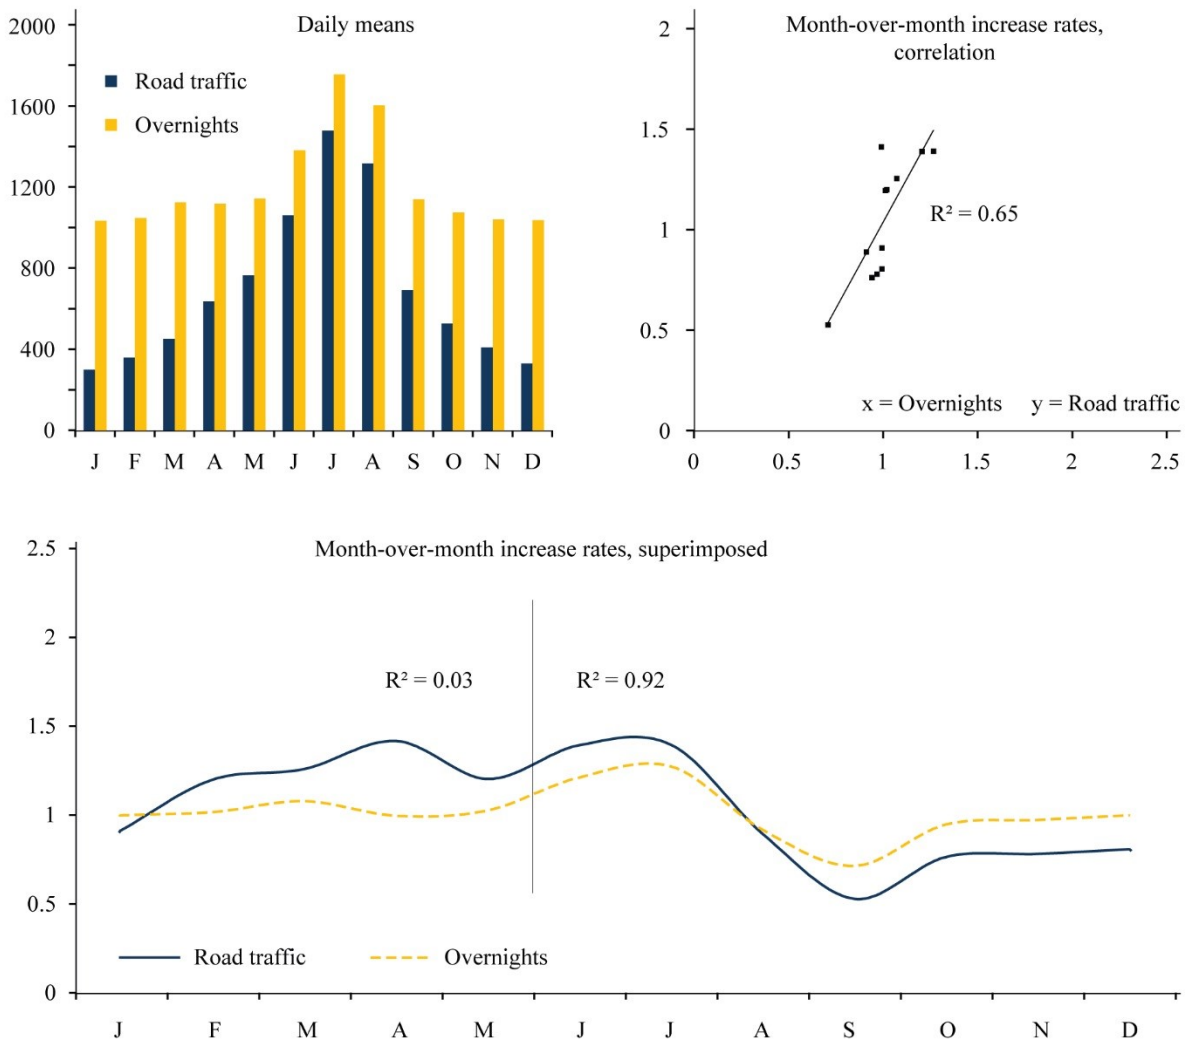 Daily means
2000
1600
1200
800
400
0
Road traffic
Overnights
J F M A M J J A S O N D
Month-over-month increase rates,
correlation
2
1.5
1
0.5
0
R² = 0.65
x = Overnights y = Road traffic
0 0.5 1 1.5 2 2.5
Month-over-month increase rates, superimposed
2.5
2
1.5
1
0.5
0
R² = 0.03 R² = 0.92
Road traffic Overnights
J F M A M J J A S O N D